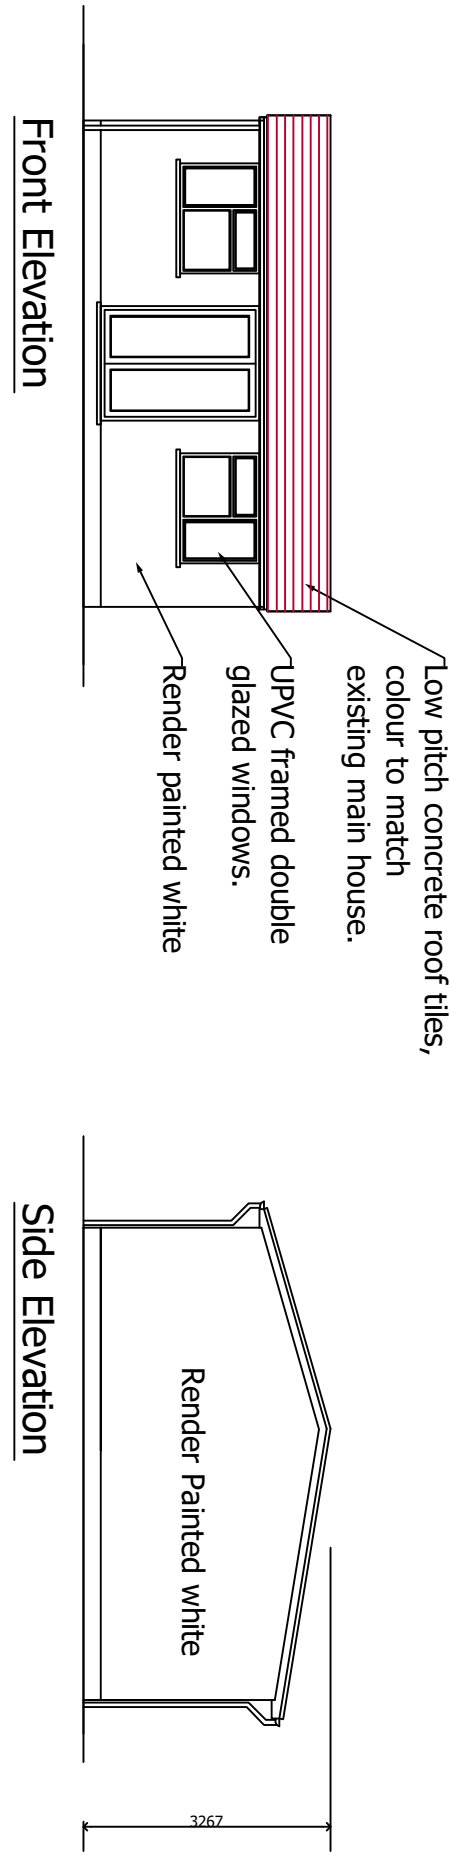 Low pitch concrete roof tiles,
colour to match
existing main house.
UPVC framed double
glazed windows.
Render painted white
Front Elevation
Render Painted white
3267
Side Elevation